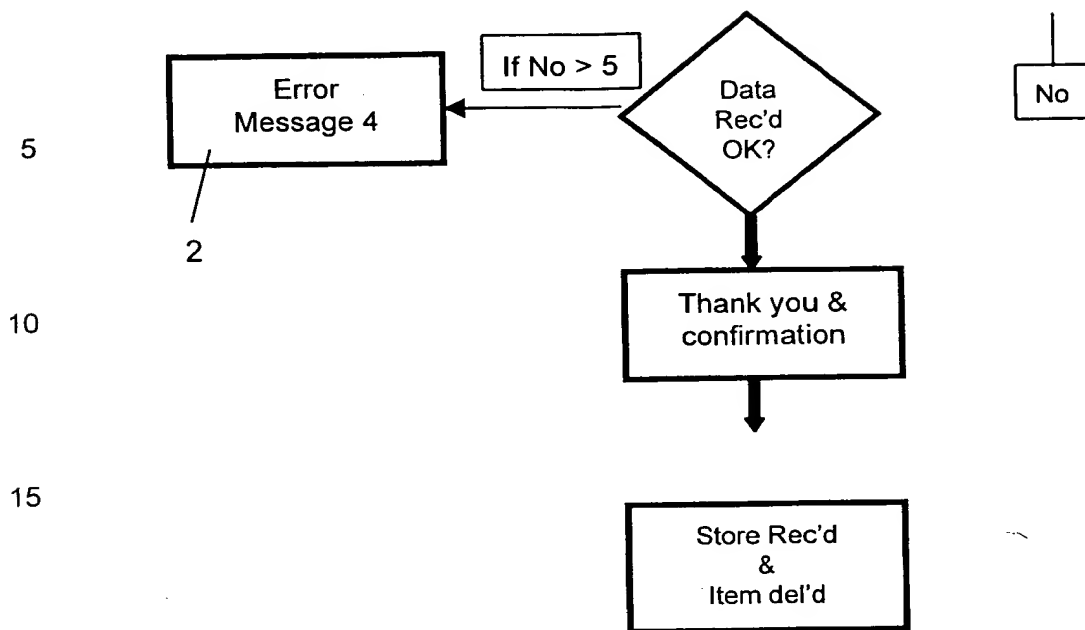 If No > 5
Error
Message 4
Data
Rec'd
OK?
No
5
2
Thank you &
confirmation
10
15
Store Rec'd
&
Item del'd